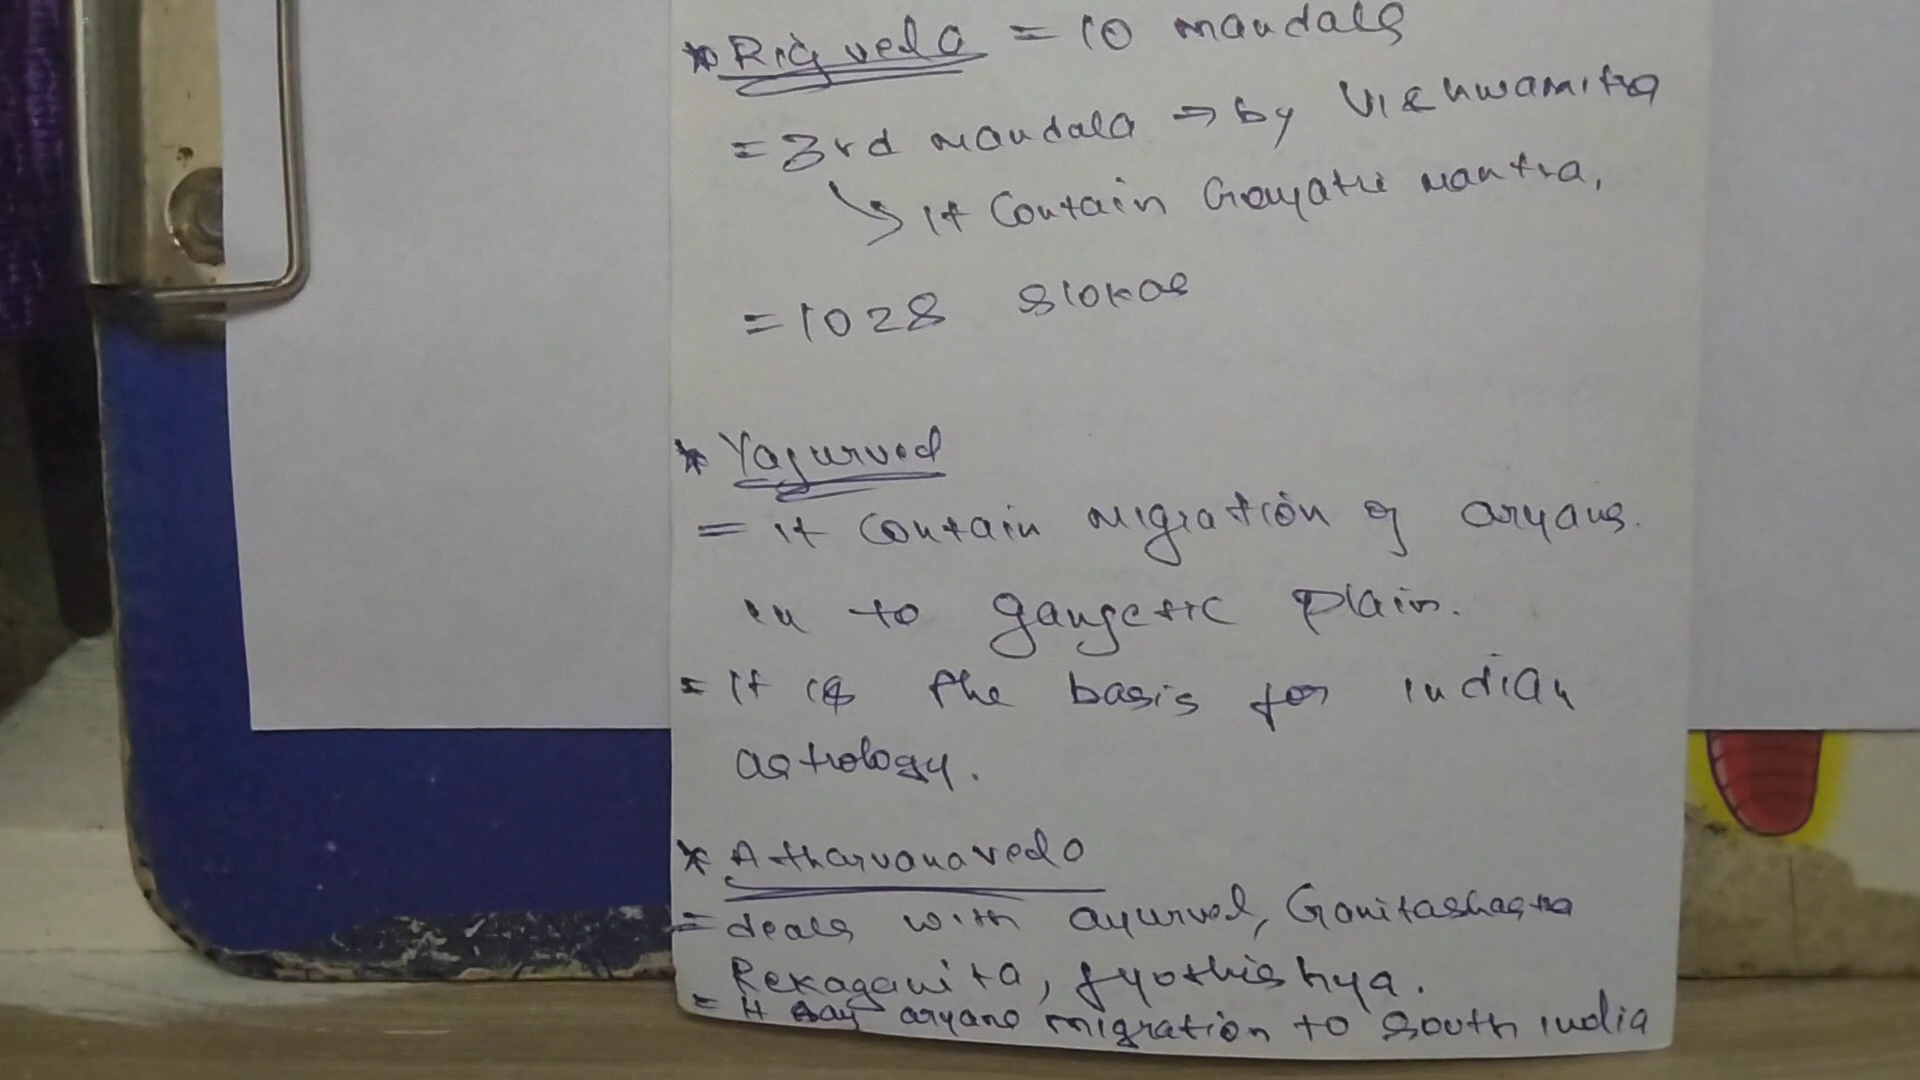 * Rigveda = 10 mandals
= 3rd mandala → by Vishwamitra
↳ it Contain Gayatri mantra,
= 1028 slokas
* Yajurved
= it contain migration of aryans.
in to gangetic plain.
= it is the basis for indian
astrology.
* Atharvanaveda
= deals with ayurved, Ganitashastra
Rekaganita, jyothishya.
= It say aryans migration to south india